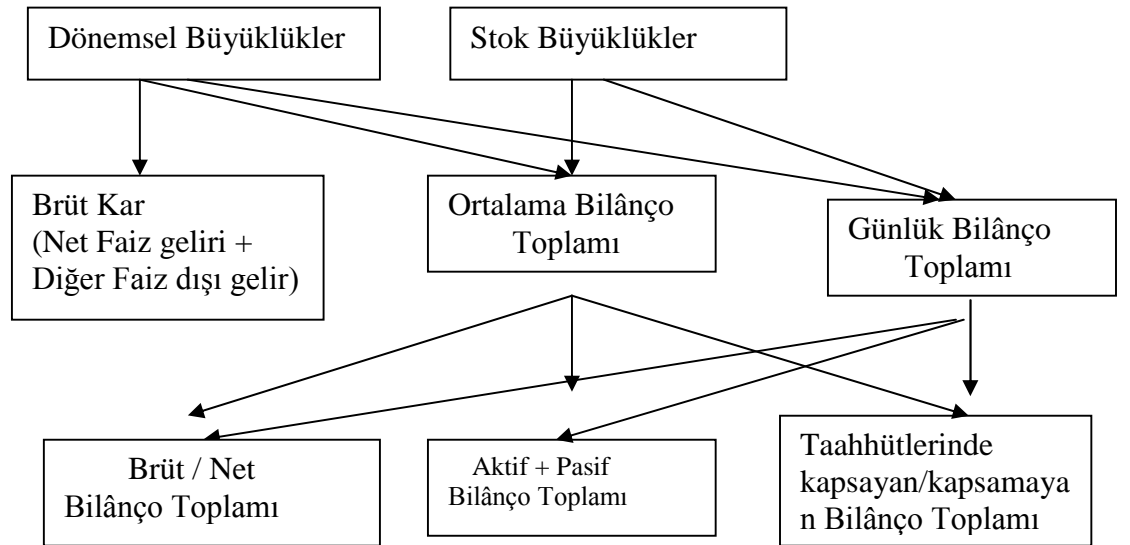 Dönemsel Büyüklükler
Stok Büyüklükler
Brüt Kar
(Net Faiz geliri +
Diğer Faiz dışı gelir)
Ortalama Bilânço
Toplamı
Günlük Bilânço
Toplamı
Brüt / Net
Bilânço Toplamı
Aktif + Pasif
Bilânço Toplamı
Taahhütlerinde
kapsayan/kapsamaya
n Bilânço Toplamı